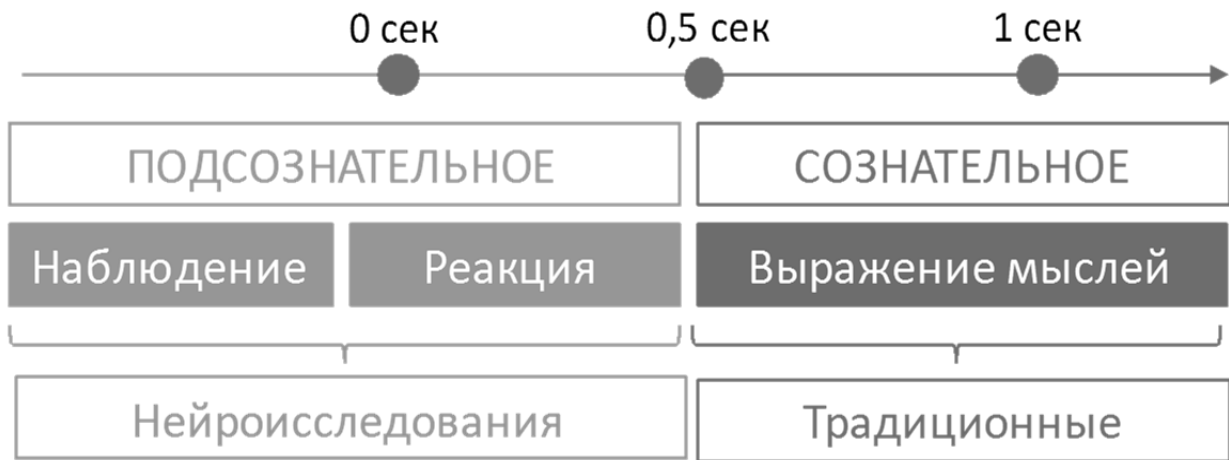 0 сек 0,5 сек 1 сек
ПОДСОЗНАТЕЛЬНОЕ СОЗНАТЕЛЬНОЕ
Наблюдение Реакция Выражение мыслей
Нейроисследования Традиционные